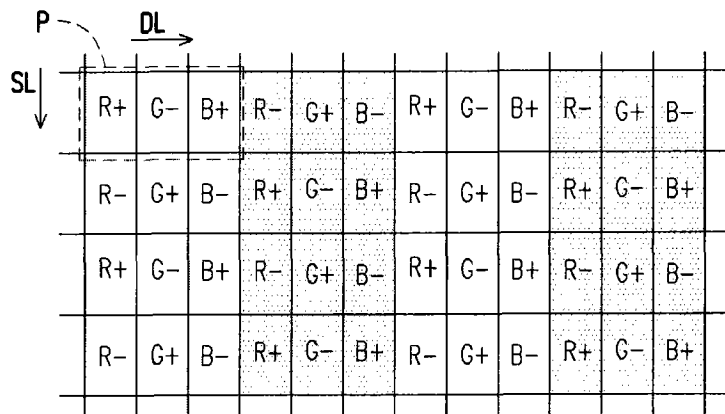 P
DL
SL
R+ G− B+ R− G+ B− R+ G− B+ R− G+ B−
R− G+ B− R+ G− B+ R− G+ B− R+ G− B+
R+ G− B+ R− G+ B− R+ G− B+ R− G+ B−
R− G+ B− R+ G− B+ R− G+ B− R+ G− B+